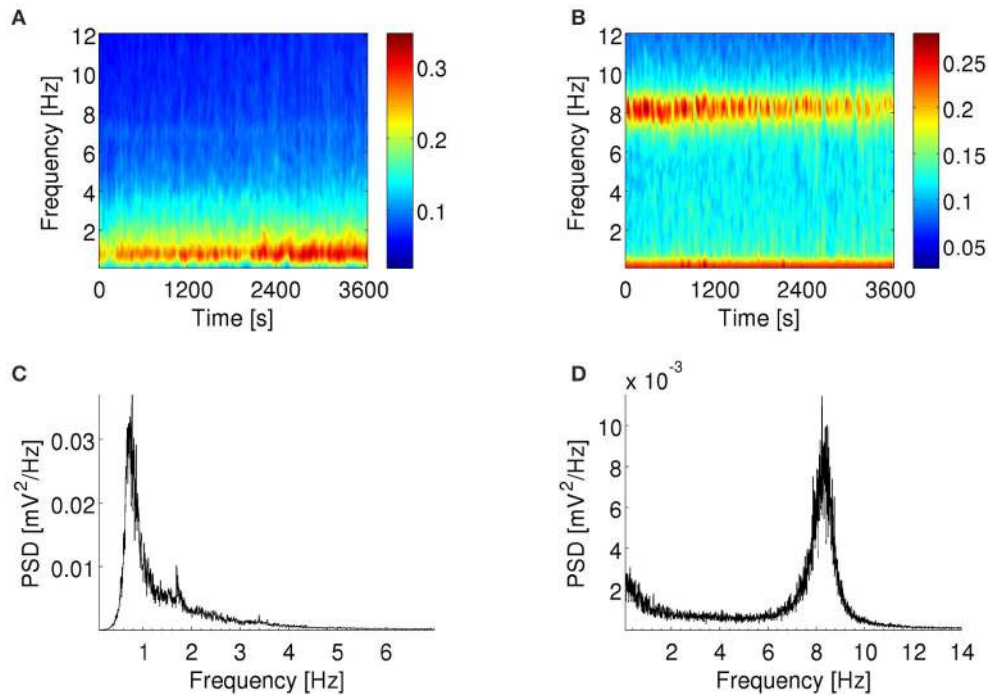 A
12
10
8
6
4
2
Frequency [Hz]
0 1200 2400 3600
Time [s]
0.3
0.2
0.1
B
12
10
8
6
4
2
Frequency [Hz]
0 1200 2400 3600
Time [s]
0.25
0.2
0.15
0.1
0.05
C
0.03
0.02
0.01
PSD [mV²/Hz]
1 2 3 4 5 6
Frequency [Hz]
D
x 10⁻³
10
8
6
4
2
PSD [mV²/Hz]
2 4 6 8 10 12 14
Frequency [Hz]